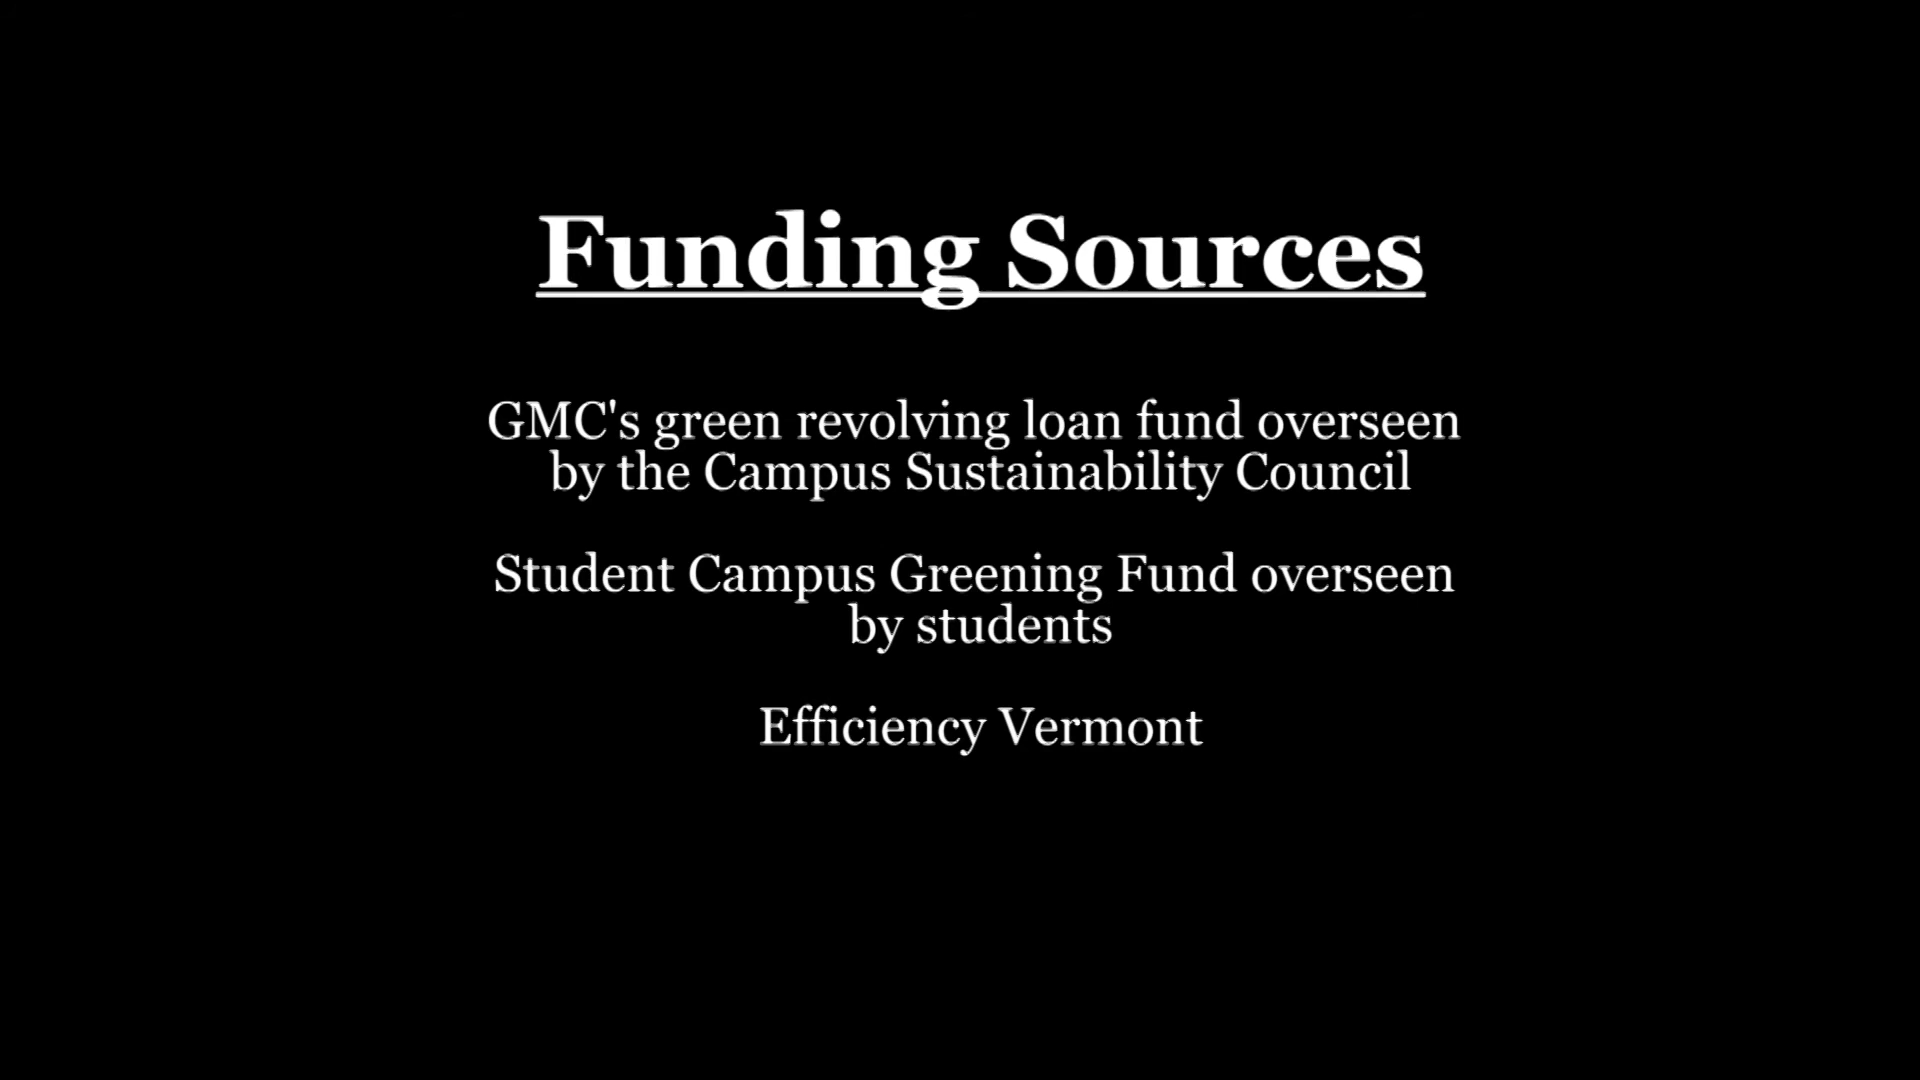 Funding Sources
GMC's green revolving loan fund overseen
by the Campus Sustainability Council
Student Campus Greening Fund overseen
by students
Efficiency Vermont